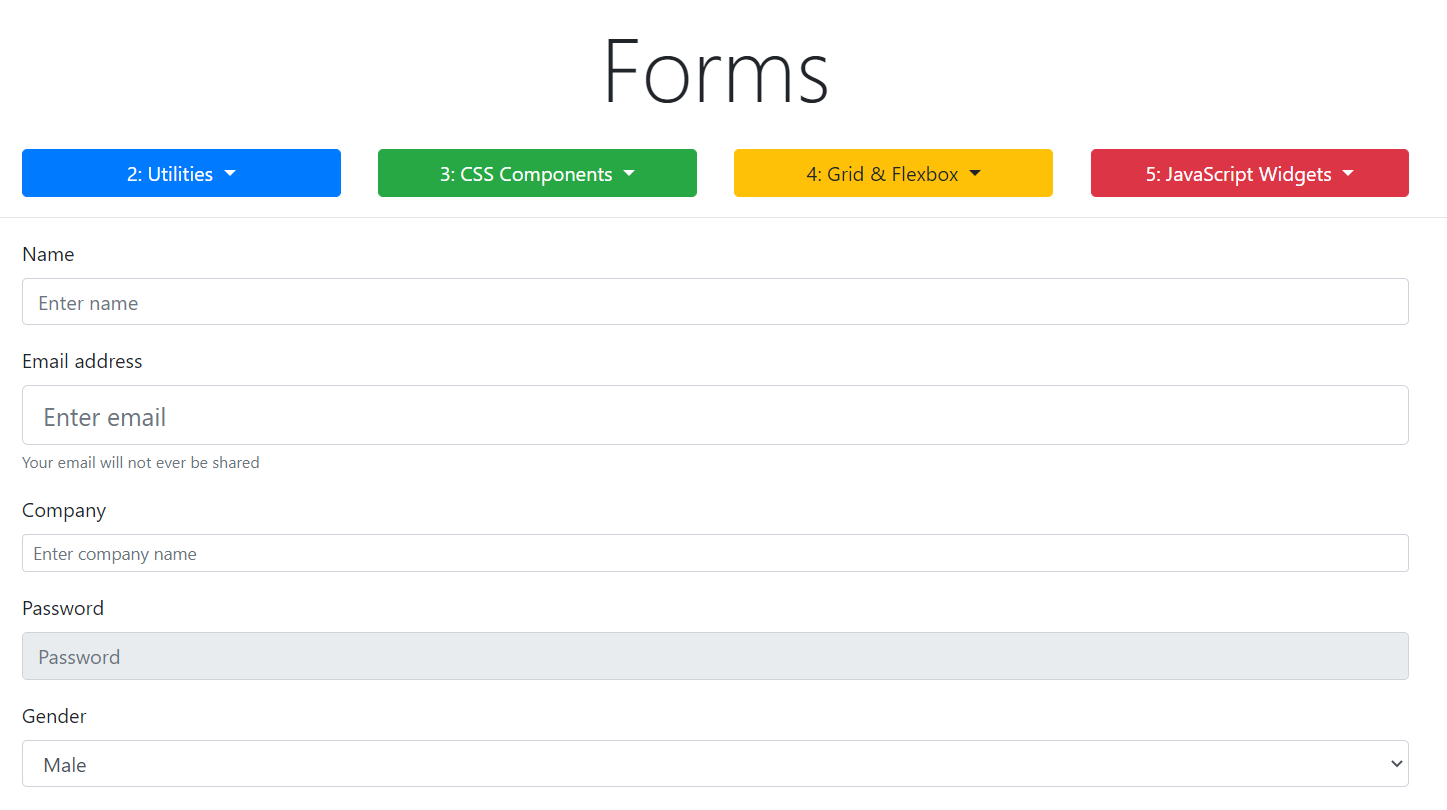 Forms
2: Utilities
3: CSS Components
4: Grid & Flexbox
5: JavaScript Widgets
Name
Enter name
Email address
Enter email
Your email will not ever be shared
Company
Enter company name
Password
Password
Gender
Male